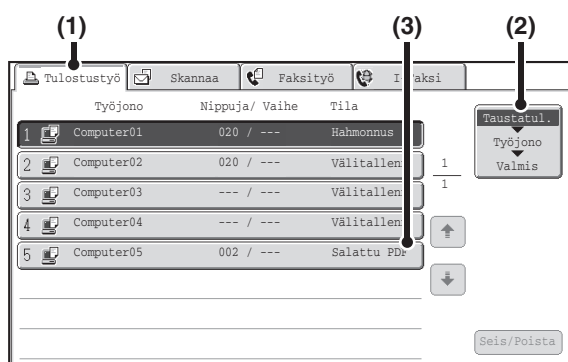 (1) (3) (2)
Tulostustyö Skannaa Faksityö
Työjono Nippuja/ Vaihe Tila
1 Computer01 020 / --- Hahmonnus
2 Computer02 020 / ---
3 Computer03 --- / ---
4 Computer04 --- / ---
5 Computer05 002 / --- Salattu PDF
1
1
Taustatul.
Työjono
Valmis
Seis/Poista